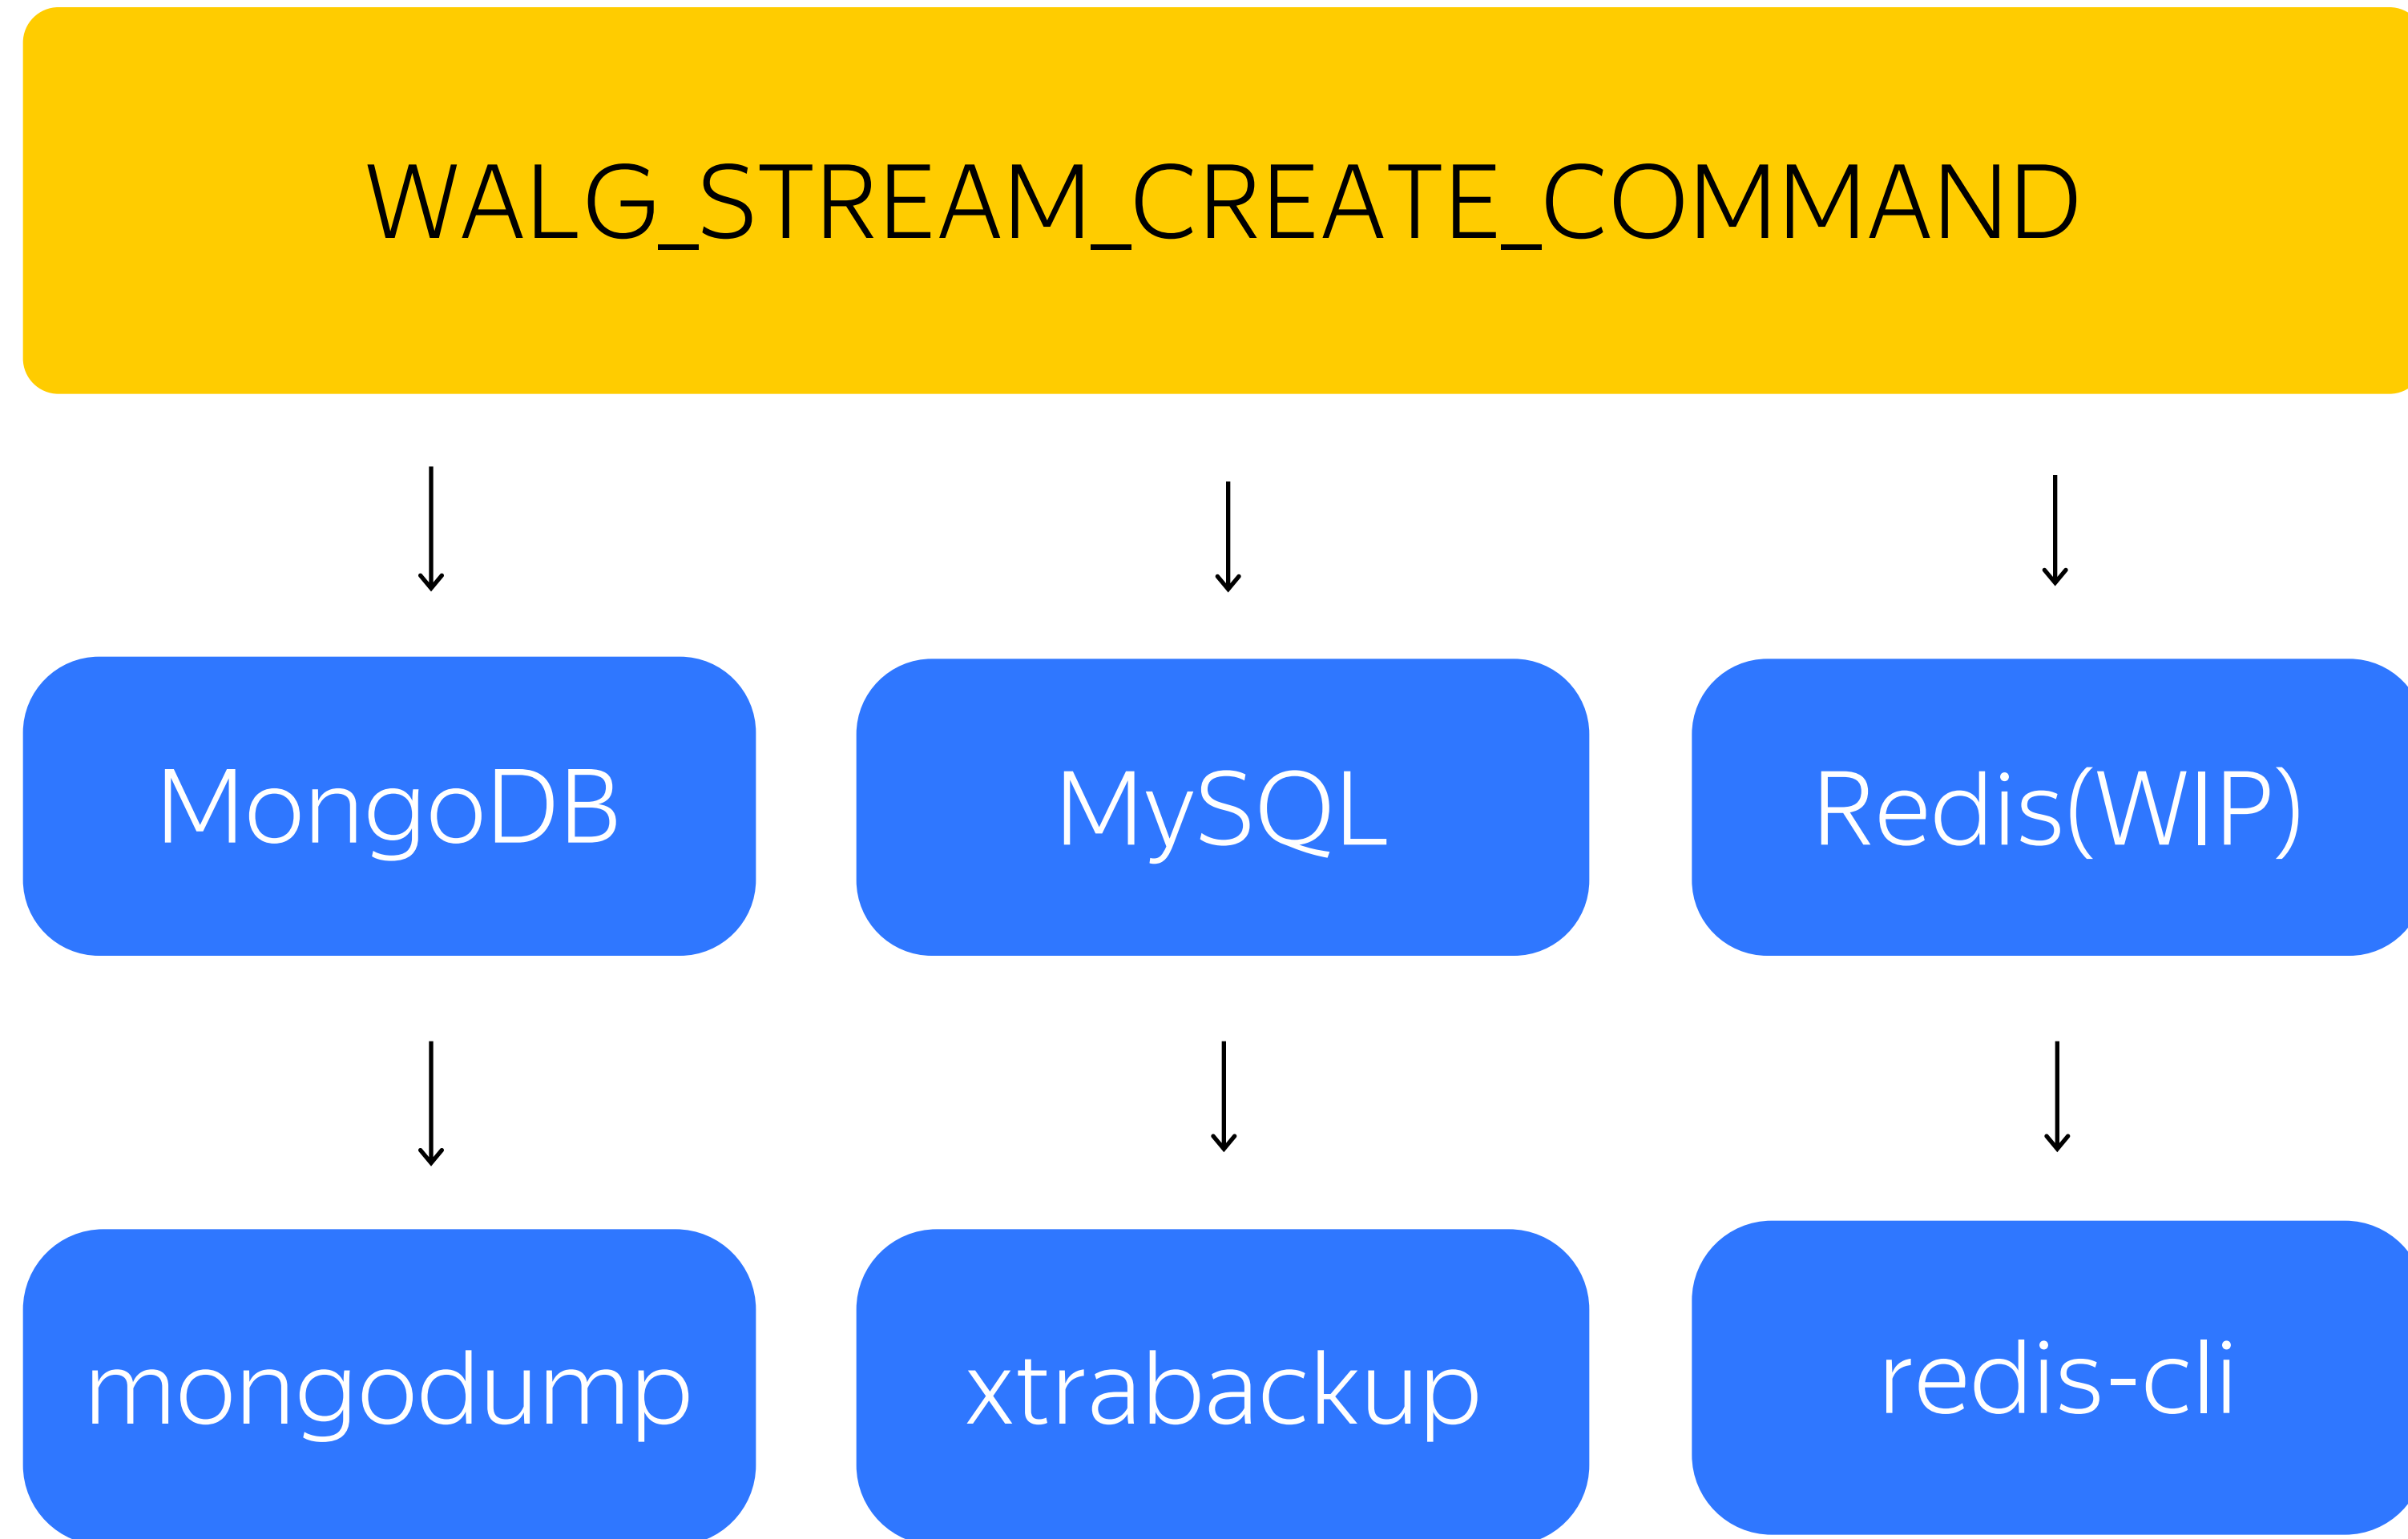 WALG_STREAM_CREATE_COMMAND
MongoDB
MySQL
Redis(WIP)
mongodump
xtrabackup
redis-cli